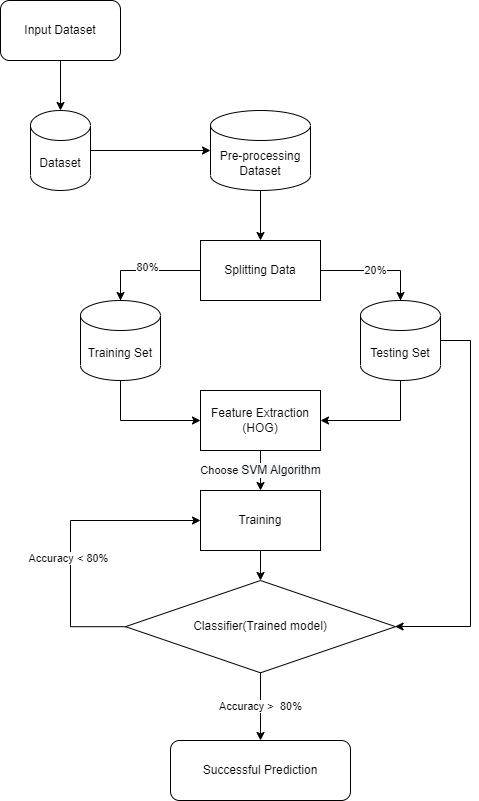 Input Dataset
Dataset
Pre-processing
Dataset
Splitting Data
80%
20%
Training Set
Testing Set
Feature Extraction
(HOG)
Choose SVM Algorithm
Training
Accuracy < 80%
Classifier(Trained model)
Accuracy > 80%
Successful Prediction